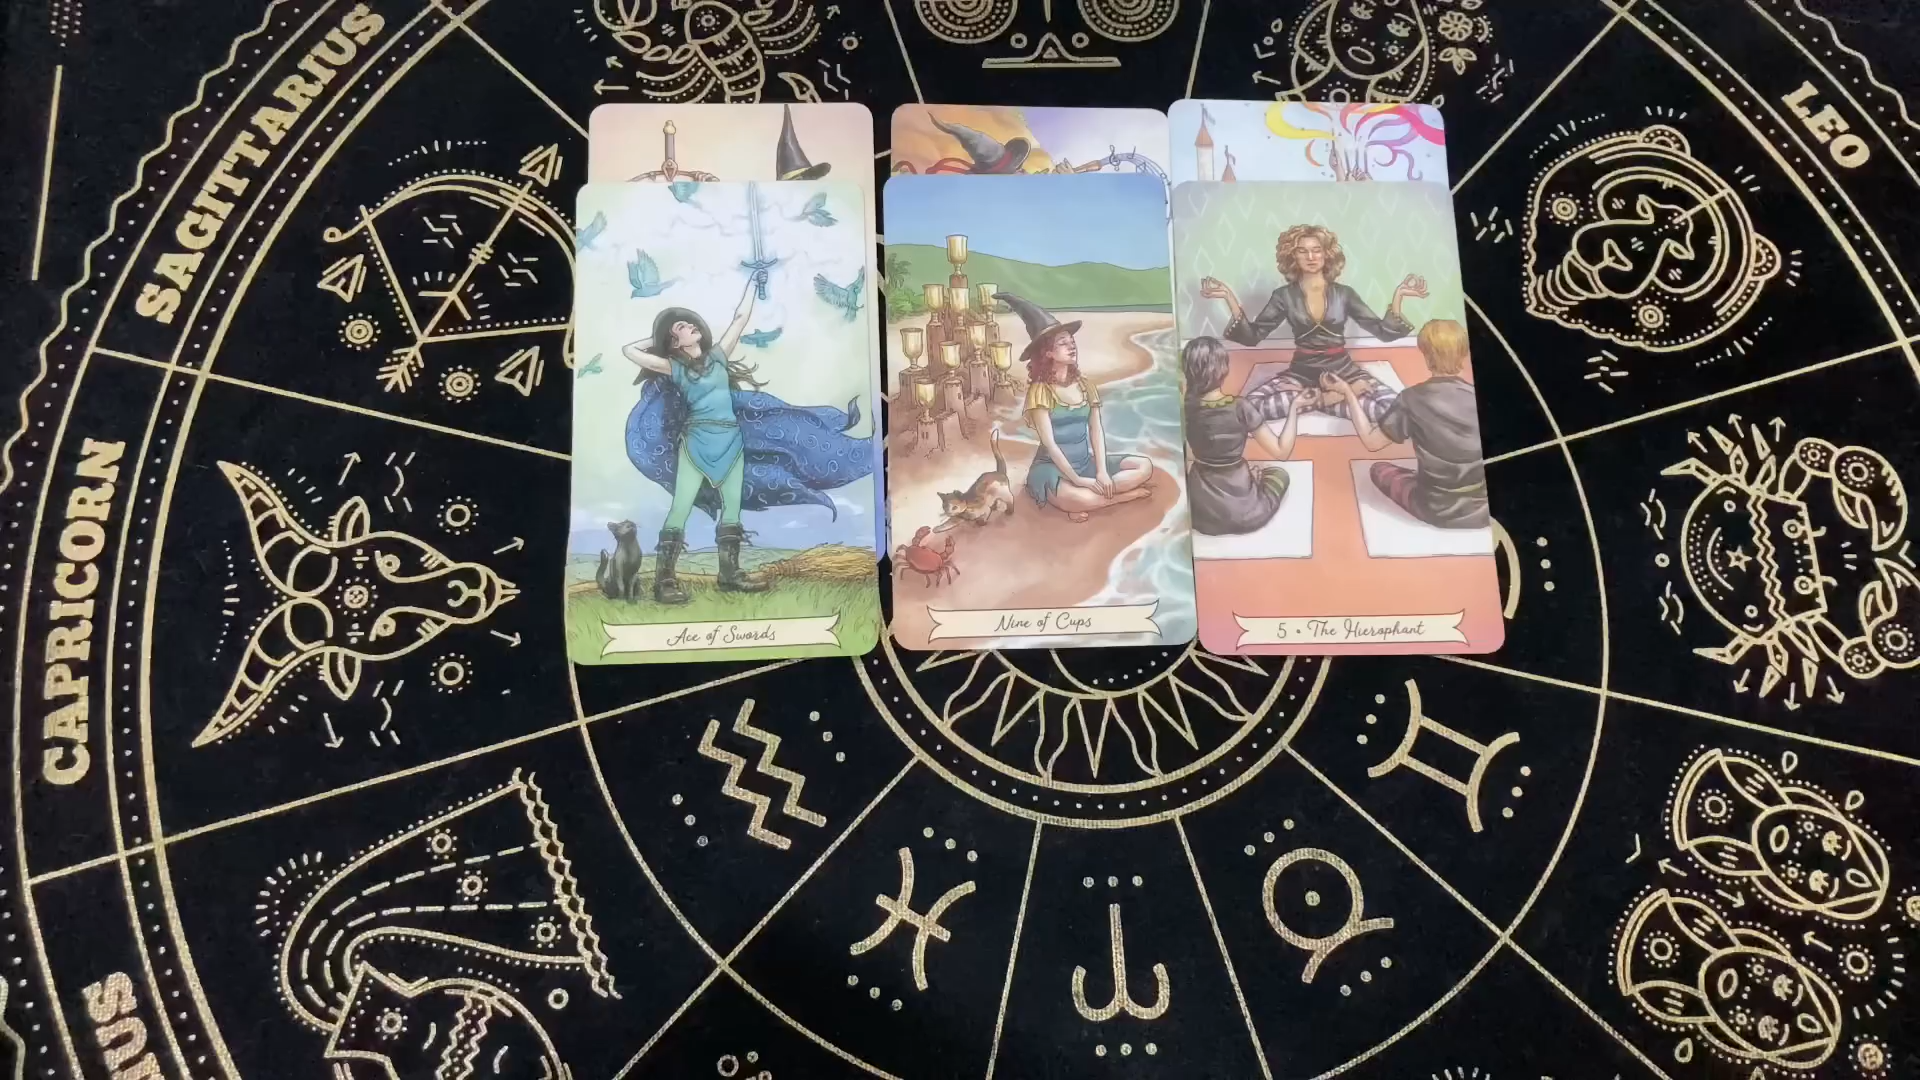 SAGITTARIUS
LEO
CAPRICORN
Ace of Swords
Nine of Cups
5 • The Hierophant